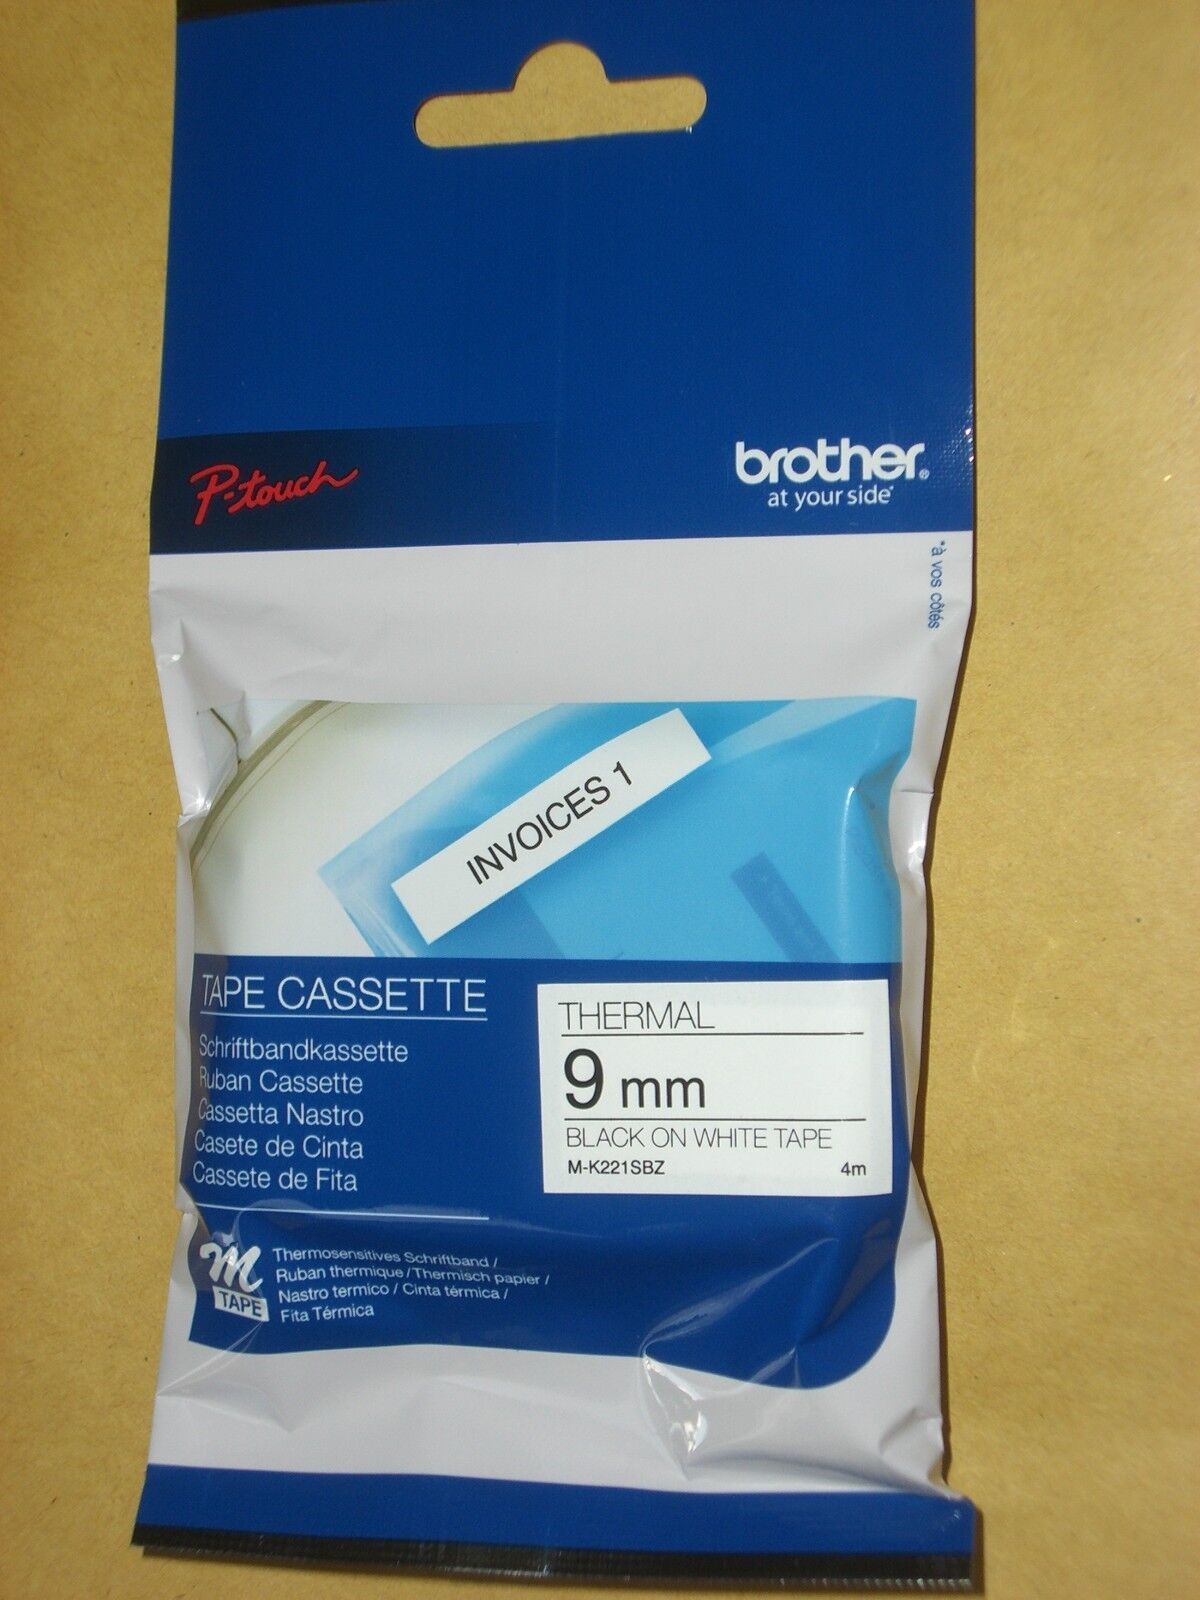 P-touch
brother®
at your side*
*à vos côtés
INVOICES 1
TAPE CASSETTE
Schriftbandkassette
Ruban Cassette
Cassetta Nastro
Casete de Cinta
Cassete de Fita
THERMAL
9 mm
BLACK ON WHITE TAPE
M-K221SBZ 4m
M
TAPE
Thermosensitives Schriftband /
Ruban thermique / Thermisch papier /
Nastro termico / Cinta térmica /
Fita Térmica